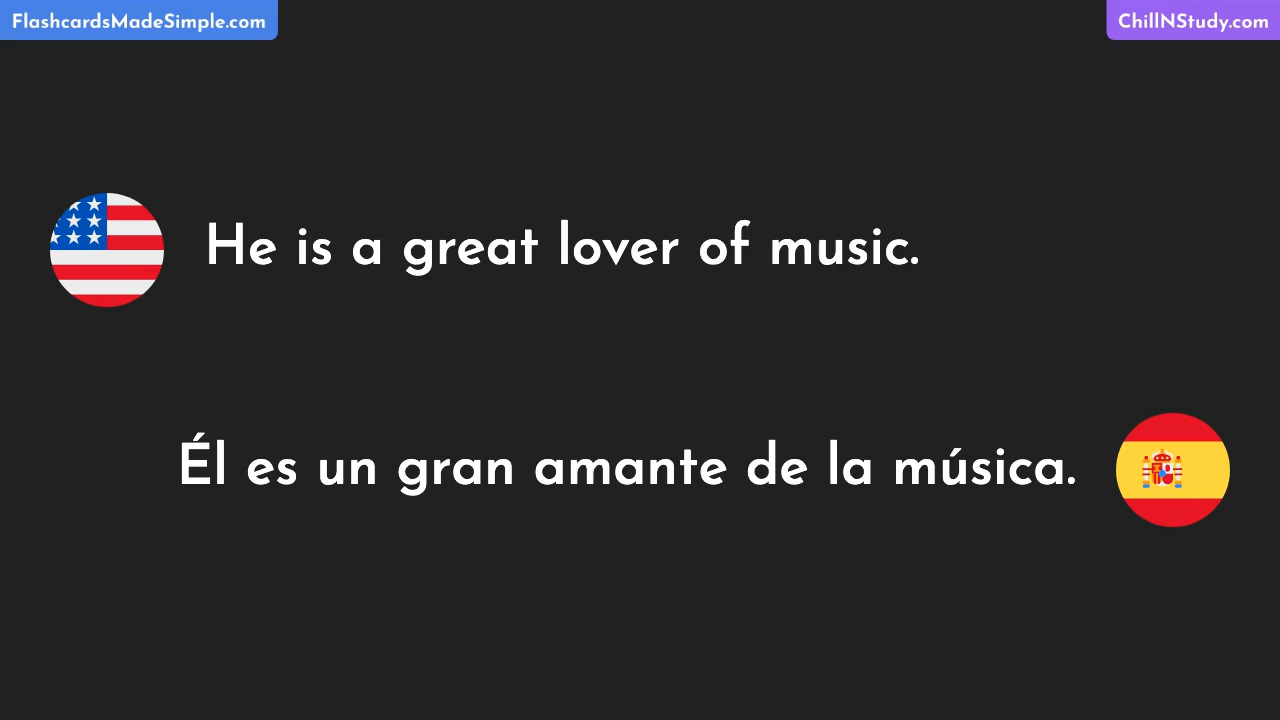 FlashcardsMadeSimple.com
ChillNStudy.com
He is a great lover of music.
Él es un gran amante de la música.